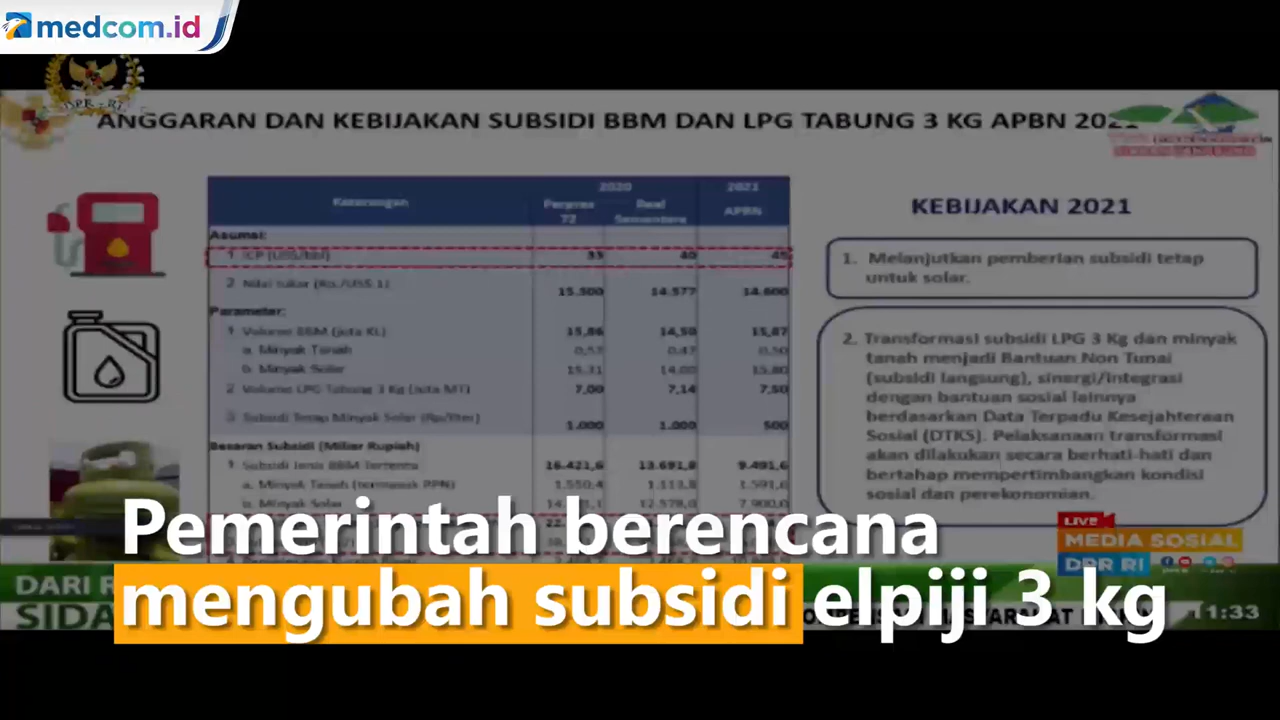 medcom.id
ANGGARAN DAN KEBIJAKAN SUBSIDI BBM DAN LPG TABUNG 3 KG APBN 2021
2020 2021
Keterangan Perpres Real APBN
72 Sementara
Asumsi:
1 ICP (US$/bbl) 33 40 45
2 Nilai tukar (Rp./US$ 1) 15.300 14.577 14.600
Parameter:
1 Volume BBM (juta KL) 15,86 14,50 15,87
a. Minyak Tanah 0,47 0,50
b. Minyak Solar 15,31 14,00 15,80
2 Volume LPG Tabung 3 Kg (juta MT) 7,00 7,14 7,50
3 Subsidi Tetap Minyak Solar (Rp/liter) 1.000 1.000 500
Besaran Subsidi (Miliar Rupiah)
1 Subsidi Jenis BBM Tertentu 16.421,6 13.691,8 9.491,6
a. Minyak Tanah (termasuk PPN) 1.550,4 1.113,8 1.591,6
b. Minyak Solar 12.578,0 7.900,0
KEBIJAKAN 2021
1. Melanjutkan pemberian subsidi tetap
untuk solar.
2. Transformasi subsidi LPG 3 Kg dan minyak
tanah menjadi Bantuan Non Tunai
(subsidi langsung), sinergi/integrasi
dengan bantuan sosial lainnya
berdasarkan Data Terpadu Kesejahteraan
Sosial (DTKS). Pelaksanaan transformasi
akan dilakukan secara berhati-hati dan
bertahap mempertimbangkan kondisi
sosial dan perekonomian.
LIVE
MEDIA SOSIAL
DPR RI
Pemerintah berencana
mengubah subsidi elpiji 3 kg
DARI R
SIDA
11:33